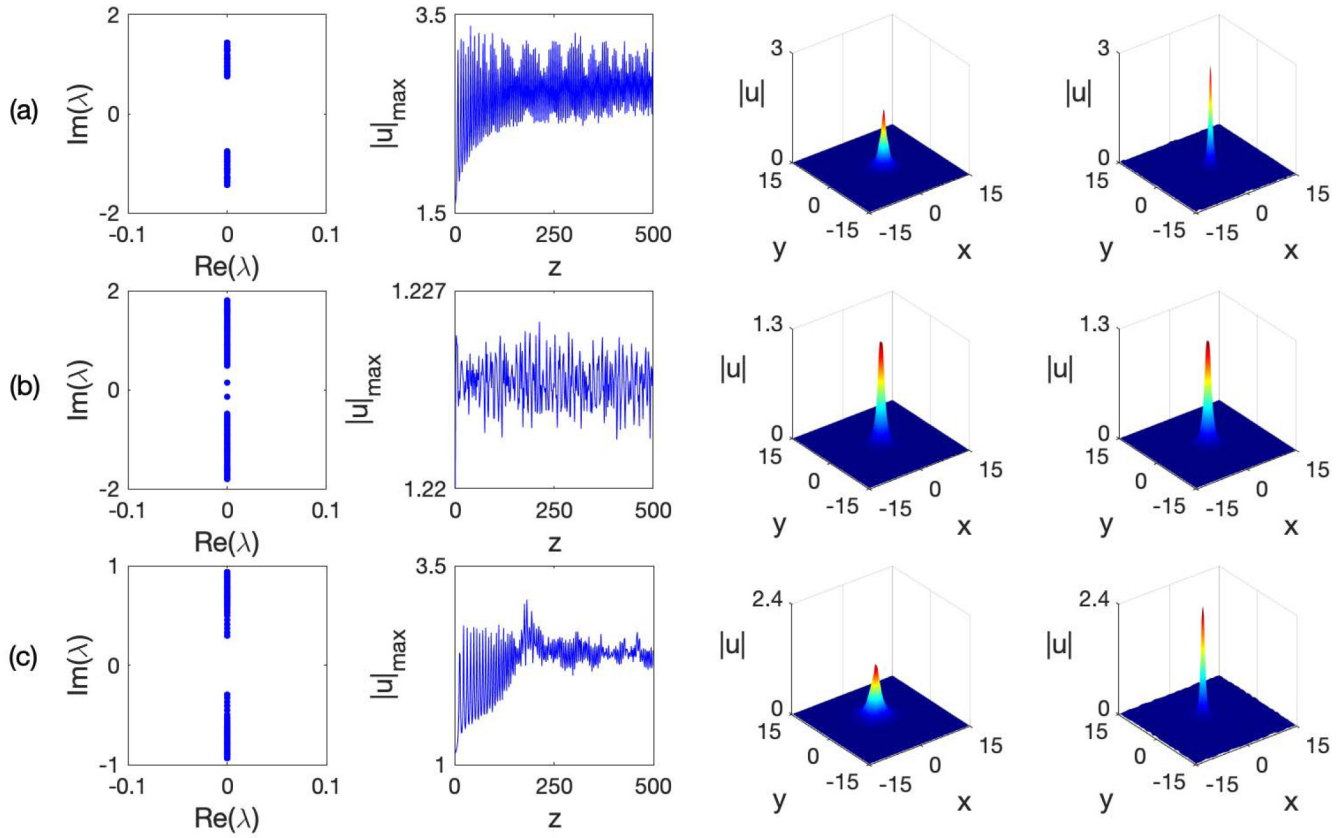 (a)
2
0
-2
-0.1 0 0.1
Im(λ)
Re(λ)
3.5
1.5
0 250 500
|u|max
z
3
|u|
0
15
0
-15
-15
0
15
y
x
3
|u|
0
15
0
-15
-15
0
15
y
x
(b)
2
0
-2
-0.1 0 0.1
Im(λ)
Re(λ)
1.227
1.22
0 250 500
|u|max
z
1.3
|u|
0
15
0
-15
-15
0
15
y
x
1.3
|u|
0
15
0
-15
-15
0
15
y
x
(c)
1
0
-1
-0.1 0 0.1
Im(λ)
Re(λ)
3.5
1
0 250 500
|u|max
z
2.4
|u|
0
15
0
-15
-15
0
15
y
x
2.4
|u|
0
15
0
-15
-15
0
15
y
x